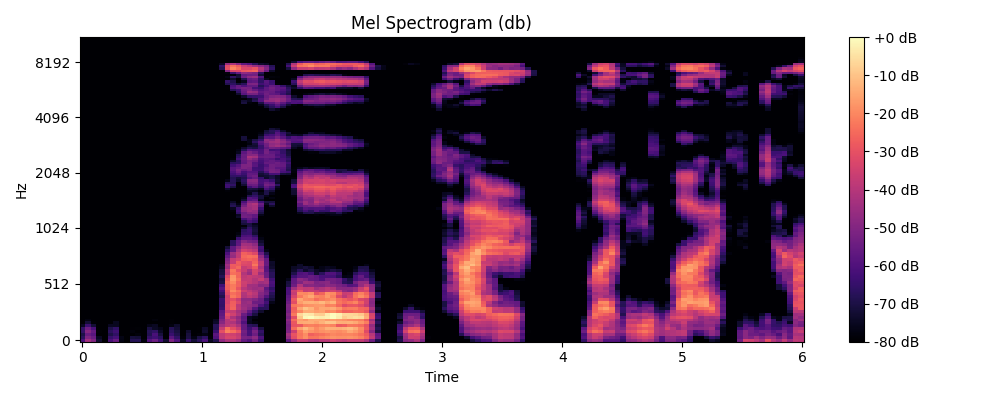 Mel Spectrogram (db)
8192
4096
2048
1024
512
0
Hz
0 1 2 3 4 5 6
Time
+0 dB
-10 dB
-20 dB
-30 dB
-40 dB
-50 dB
-60 dB
-70 dB
-80 dB